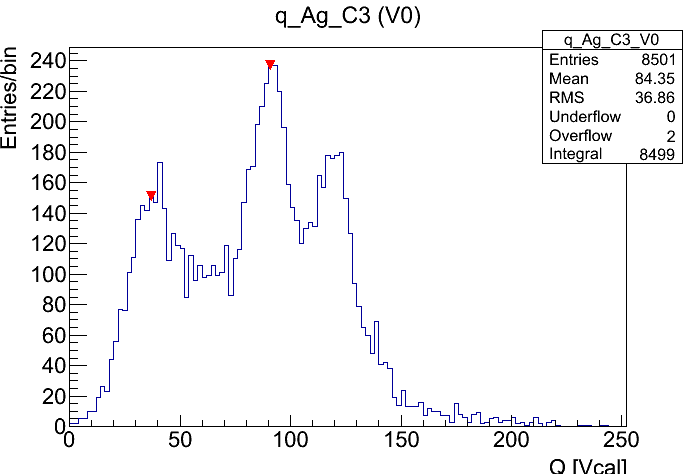 q_Ag_C3 (V0)
q_Ag_C3_V0
Entries 8501
Mean 84.35
RMS 36.86
Underflow 0
Overflow 2
Integral 8499
Entries/bin
240
220
200
180
160
140
120
100
80
60
40
20
0
0 50 100 150 200 250
Q [Vcal]